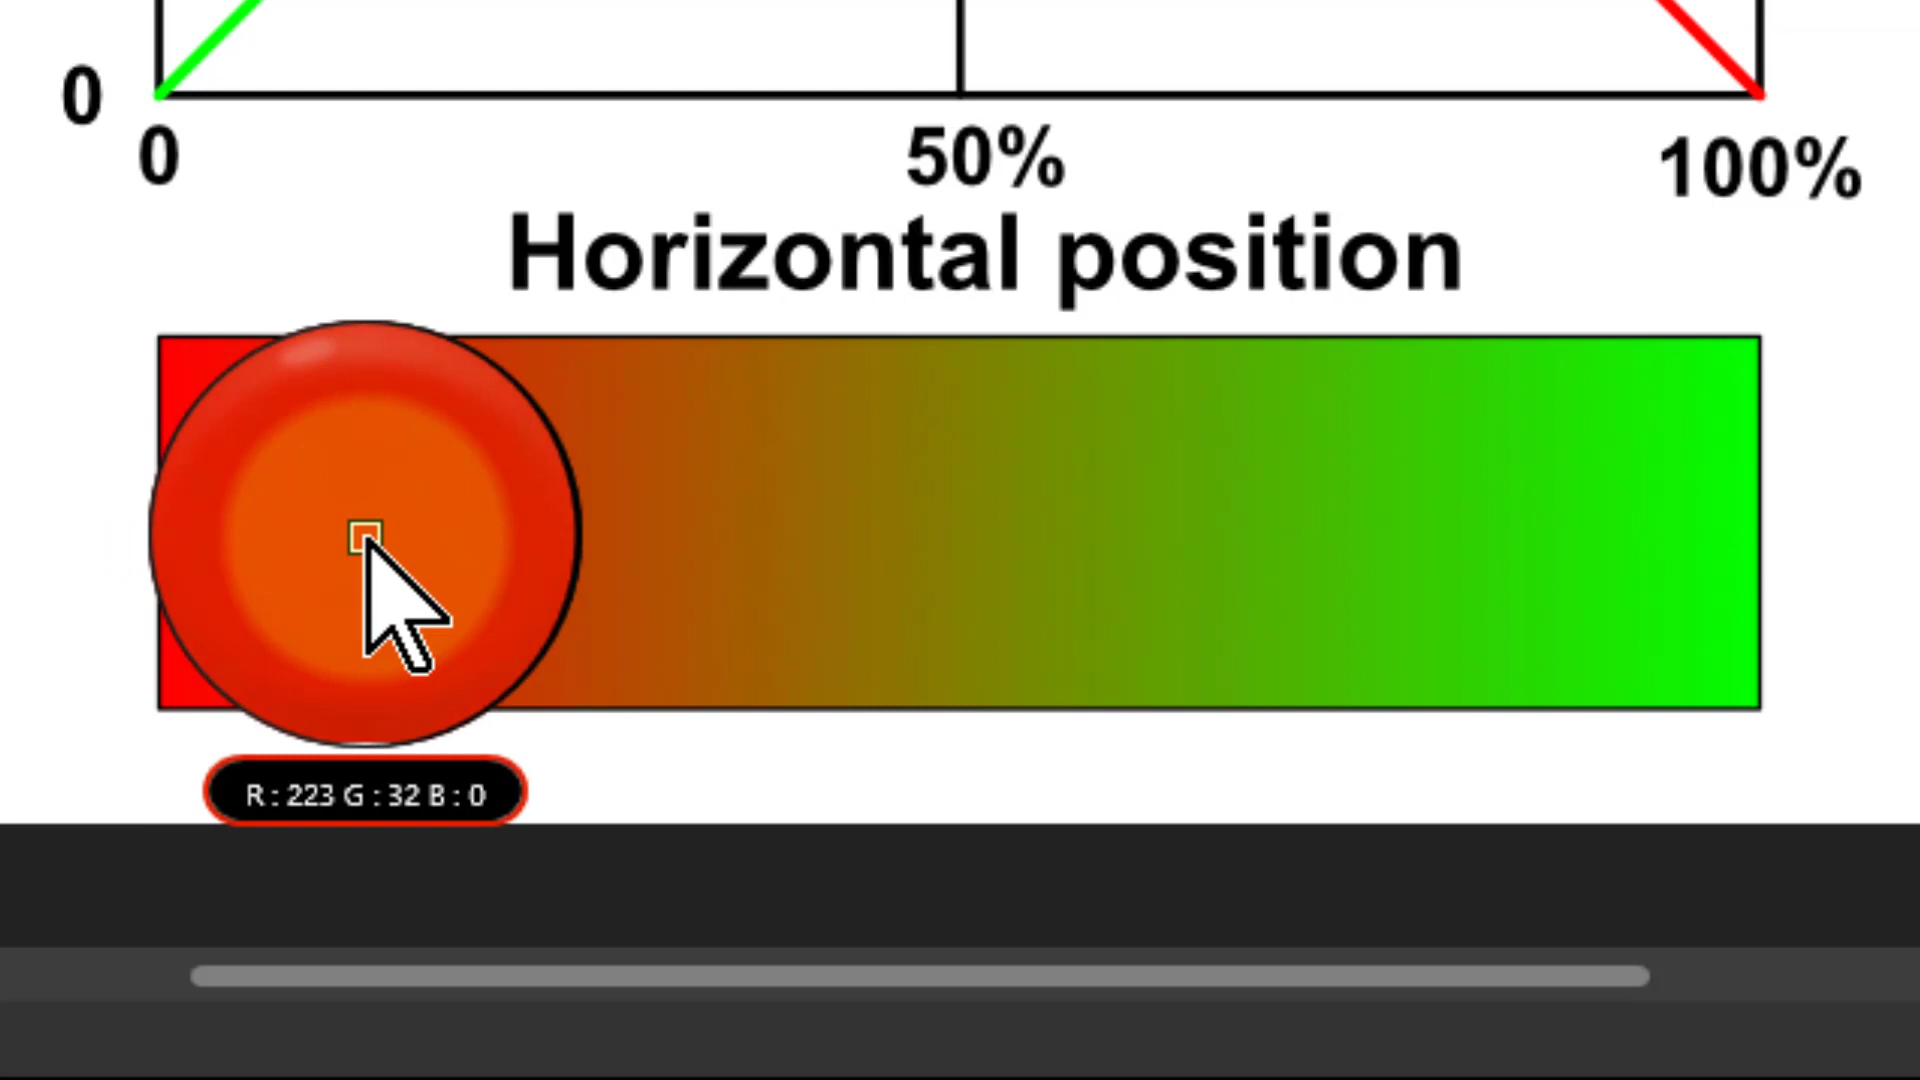 0
0 50% 100%
Horizontal position
R : 223 G : 32 B : 0